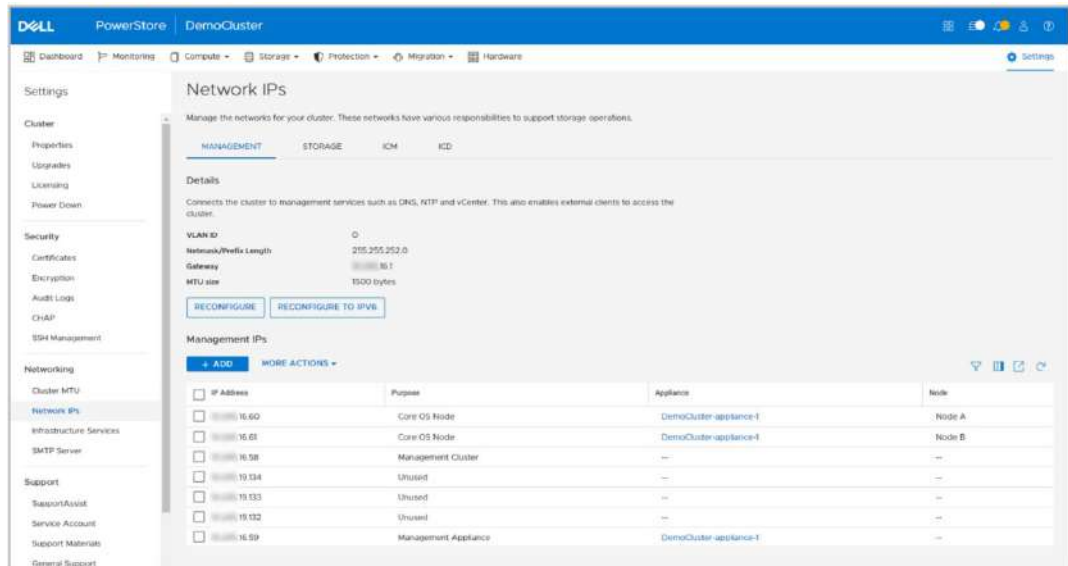 DELL PowerStore DemoCluster
Dashboard Monitoring Compute Storage Protection Migration Hardware Settings
Settings
Cluster
Properties
Upgrades
Licensing
Power Down
Security
Certificates
Encryption
Audit Logs
CHAP
SSH Management
Networking
Cluster MTU
Network IPs
Infrastructure Services
SMTP Server
Support
SupportAssist
Service Account
Support Materials
General Support
Network IPs
Manage the networks for your cluster. These networks have various responsibilities to support storage operations.
MANAGEMENT STORAGE ICM ICD
Details
Connects the cluster to management services such as DNS, NTP and vCenter. This also enables external clients to access the
cluster.
VLAN ID 0
Netmask/Prefix Length 255.255.252.0
Gateway 16.1
MTU size 1500 bytes
RECONFIGURE RECONFIGURE TO IPV6
Management IPs
+ ADD MORE ACTIONS
IP Address Purpose Appliance Node
16.60 Core OS Node DemoCluster-appliance-1 Node A
16.61 Core OS Node DemoCluster-appliance-1 Node B
16.58 Management Cluster -- --
19.134 Unused -- --
19.133 Unused -- --
19.132 Unused -- --
16.59 Management Appliance DemoCluster-appliance-1 --